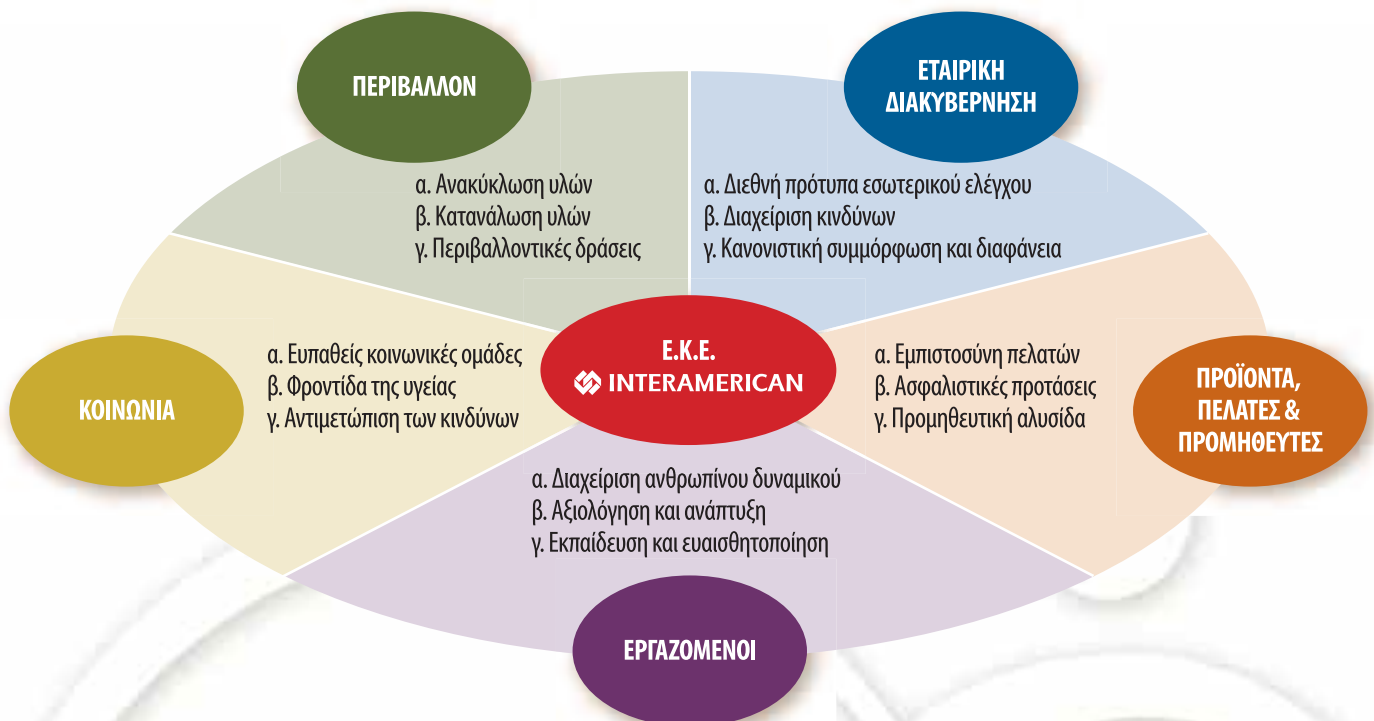 ΠΕΡΙΒΑΛΛΟΝ
α. Ανακύκλωση υλών
β. Κατανάλωση υλών
γ. Περιβαλλοντικές δράσεις
ΕΤΑΙΡΙΚΗ
ΔΙΑΚΥΒΕΡΝΗΣΗ
α. Διεθνή πρότυπα εσωτερικού ελέγχου
β. Διαχείριση κινδύνων
γ. Κανονιστική συμμόρφωση και διαφάνεια
ΚΟΙΝΩΝΙΑ
α. Ευπαθείς κοινωνικές ομάδες
β. Φροντίδα της υγείας
γ. Αντιμετώπιση των κινδύνων
Ε.Κ.Ε.
INTERAMERICAN
α. Εμπιστοσύνη πελατών
β. Ασφαλιστικές προτάσεις
γ. Προμηθευτική αλυσίδα
ΠΡΟΪΟΝΤΑ,
ΠΕΛΑΤΕΣ &
ΠΡΟΜΗΘΕΥΤΕΣ
α. Διαχείριση ανθρωπίνου δυναμικού
β. Αξιολόγηση και ανάπτυξη
γ. Εκπαίδευση και ευαισθητοποίηση
ΕΡΓΑΖΟΜΕΝΟΙ